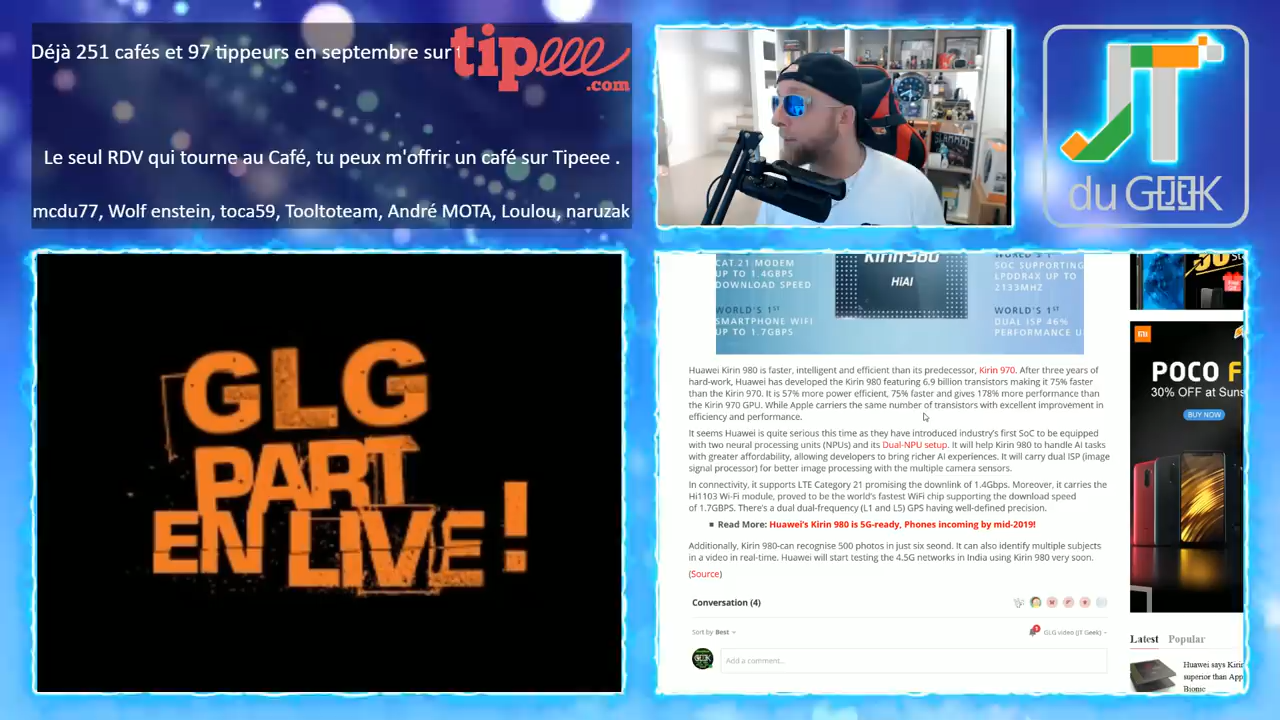 Déjà 251 cafés et 97 tippeurs en septembre sur
tipeee
.com
Le seul RDV qui tourne au Café, tu peux m'offrir un café sur Tipeee .
mcdu77, Wolf enstein, toca59, Tooltoteam, André MOTA, Loulou, naruzak
SLAMMED
JT
du GEEK
GLG
PART
EN LIVE !
CAT.21 MODEM
UP TO 1.4GBPS
DOWNLOAD SPEED
WORLD'S 1ST
SMARTPHONE WIFI
UP TO 1.7GBPS
Kirin980
HiAI
WORLD'S 1ST
SOC SUPPORTING
LPDDR4X UP TO
2133MHZ
WORLD'S 1ST
DUAL ISP 46%
PERFORMANCE U
Huawei Kirin 980 is faster, intelligent and efficient than its predecessor, Kirin 970. After three years of
hard-work, Huawei has developed the Kirin 980 featuring 6.9 billion transistors making it 75% faster
than the Kirin 970. It is 57% more power efficient, 75% faster and gives 178% more performance than
the Kirin 970 GPU. While Apple carriers the same number of transistors with excellent improvement in
efficiency and performance.
It seems Huawei is quite serious this time as they have introduced industry's first SoC to be equipped
with two neural processing units (NPUs) and its Dual-NPU setup. It will help Kirin 980 to handle AI tasks
with greater affordability, allowing developers to bring richer AI experiences. It will carry dual ISP (image
signal processor) for better image processing with the multiple camera sensors.
In connectivity, it supports LTE Category 21 promising the downlink of 1.4Gbps. Moreover, it carries the
Hi1103 Wi-Fi module, proved to be the world's fastest WiFi chip supporting the download speed
of 1.7GBPS. There's a dual dual-frequency (L1 and L5) GPS having well-defined precision.
■ Read More: Huawei's Kirin 980 is 5G-ready, Phones incoming by mid-2019!
Additionally, Kirin 980-can recognise 500 photos in just six seond. It can also identify multiple subjects
in a video in real-time. Huawei will start testing the 4.5G networks in India using Kirin 980 very soon.
(Source)
Conversation (4)
Sort by Best
GLG video (JT Geek)
Add a comment...
POCO F
30% OFF at Suns
BUY NOW
Latest Popular
Huawei says Kirin
superior than App
Bionic